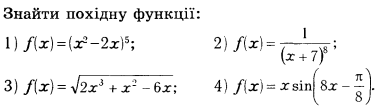 Знайти похідну функції:
1) f(x)=(x²−2x)⁵; 2) f(x)=1/(x+7)⁸;
3) f(x)=√(2x³+x²−6x); 4) f(x)=x sin(8x−π/8).